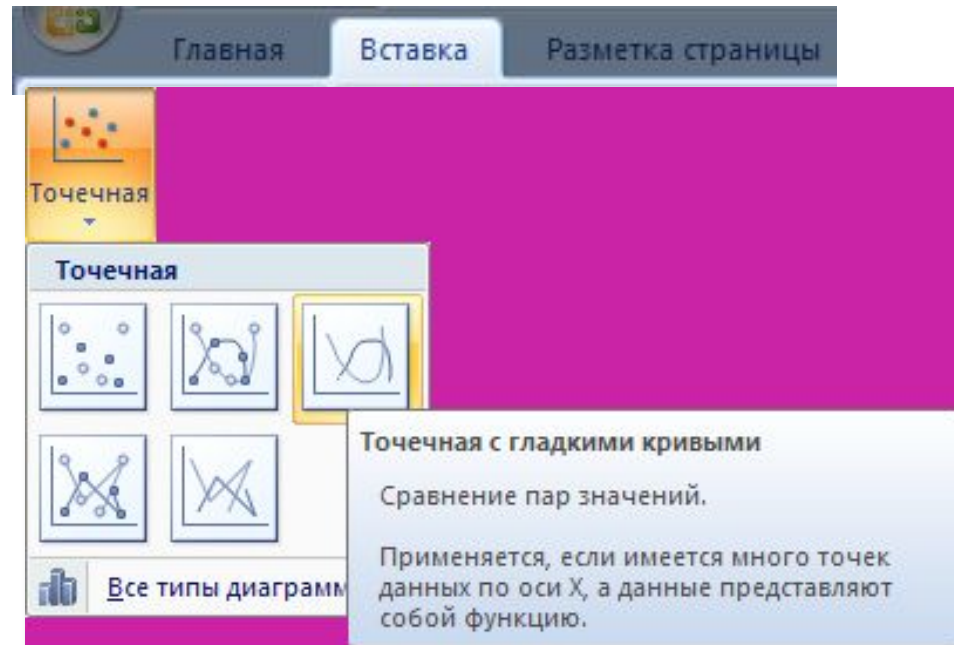 Главная Вставка Разметка страницы
Точечная
Точечная
Точечная с гладкими кривыми
Сравнение пар значений.
Применяется, если имеется много точек
данных по оси X, а данные представляют
собой функцию.
Все типы диаграмм